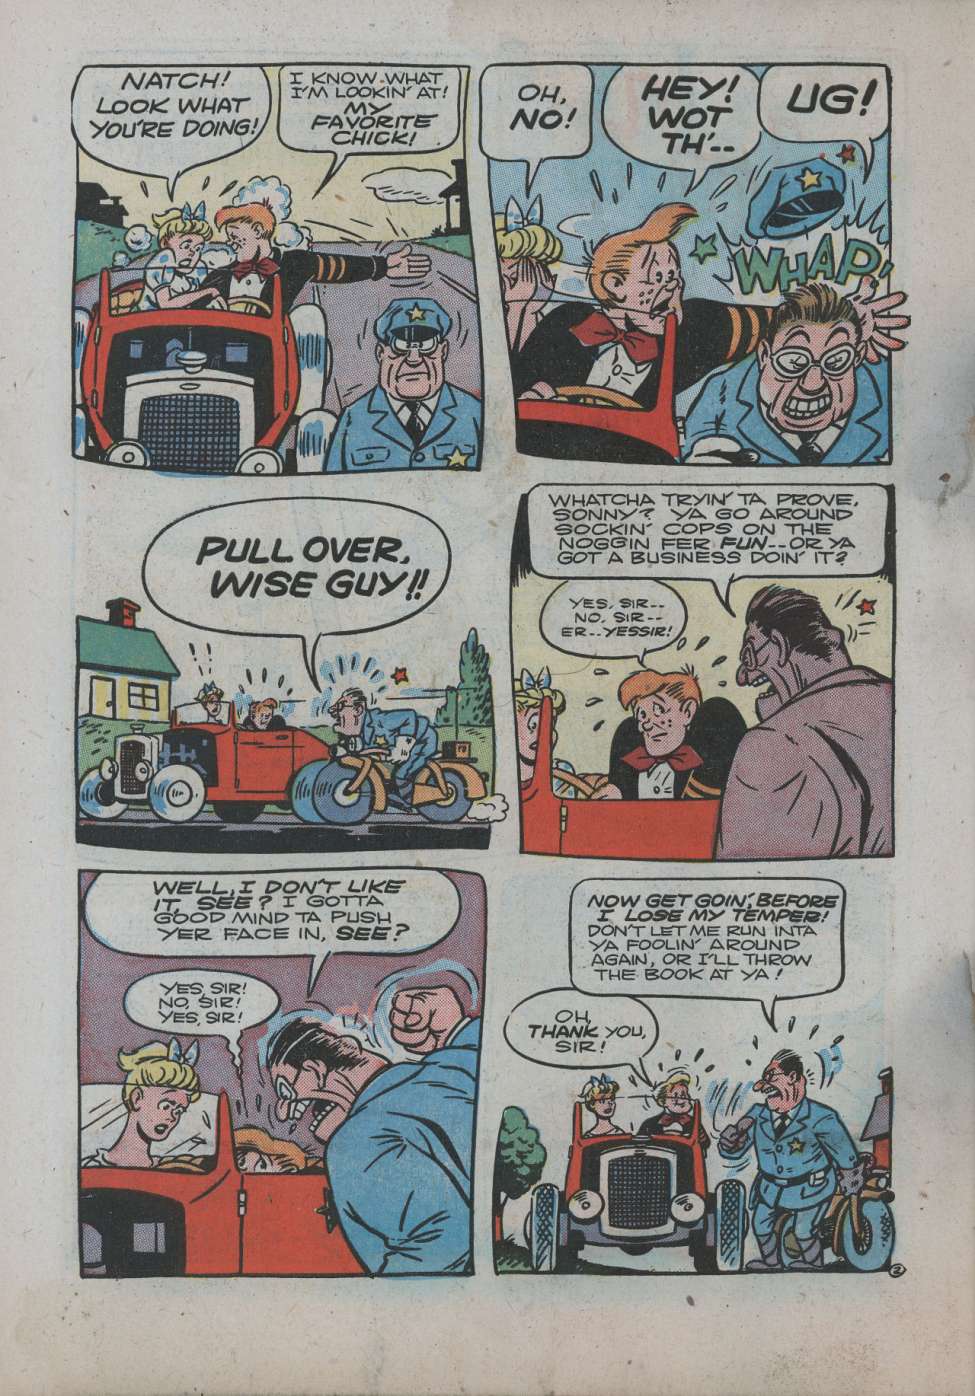 NATCH!
LOOK WHAT
YOU'RE DOING!
I KNOW WHAT
I'M LOOKIN' AT!
MY
FAVORITE
CHICK!
OH,
NO!
HEY!
WOT
TH'--
UG!
WHAP!
PULL OVER,
WISE GUY!!
WHATCHA TRYIN' TA PROVE,
SONNY? YA GO AROUND
SOCKIN' COPS ON THE
NOGGIN FER FUN--OR YA
GOT A BUSINESS DOIN' IT?
YES, SIR--
NO, SIR--
ER--YESSIR!
WELL, I DON'T LIKE
IT, SEE? I GOTTA
GOOD MIND TA PUSH
YER FACE IN, SEE?
YES, SIR!
NO, SIR!
YES, SIR!
NOW GET GOIN', BEFORE
I LOSE MY TEMPER!
DON'T LET ME RUN INTA
YA FOOLIN' AROUND
AGAIN, OR I'LL THROW
THE BOOK AT YA!
OH,
THANK YOU,
SIR!
2